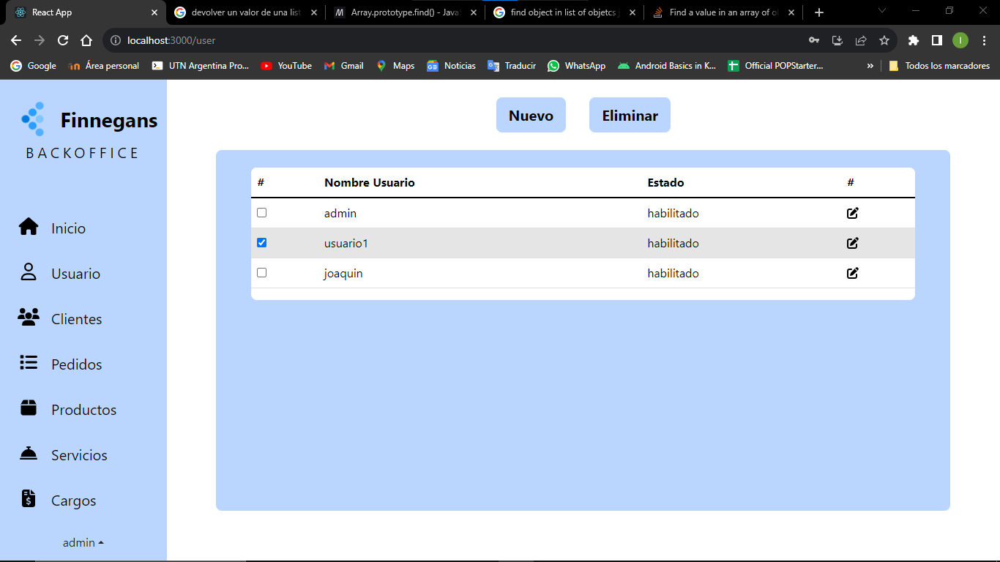 React App
devolver un valor de una list
Array.prototype.find() - Java
find object in list of objetcs j
Find a value in an array of ob
localhost:3000/user
I
Google
Área personal
UTN Argentina Pro...
YouTube
Gmail
Maps
Noticias
Traducir
WhatsApp
Android Basics in K...
Official POPStarter...
»
Todos los marcadores
Finnegans
BACKOFFICE
Inicio
Usuario
Clientes
Pedidos
Productos
Servicios
Cargos
admin
Nuevo Eliminar
# Nombre Usuario Estado #
admin habilitado
usuario1 habilitado
joaquin habilitado